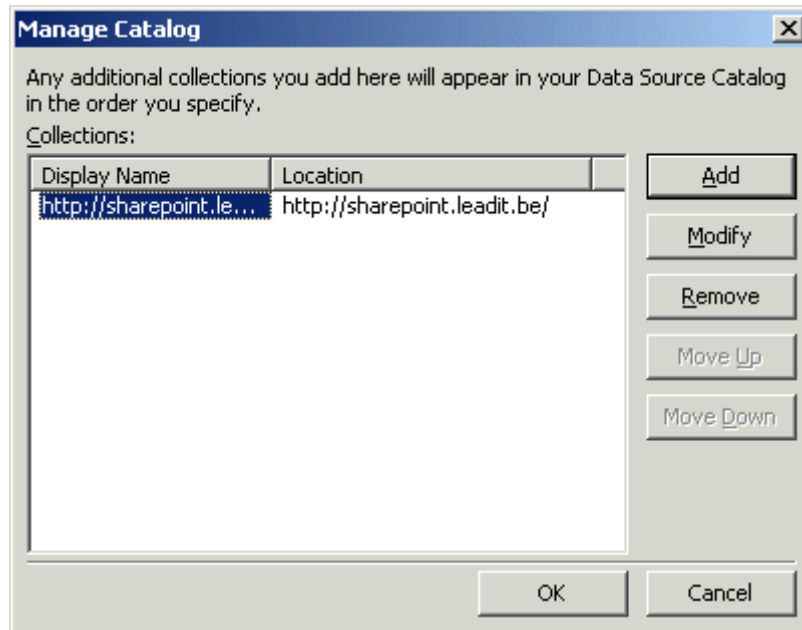 Manage Catalog
Any additional collections you add here will appear in your Data Source Catalog
in the order you specify.
Collections:
Display Name Location
http://sharepoint.le... http://sharepoint.leadit.be/
Add
Modify
Remove
Move Up
Move Down
OK Cancel